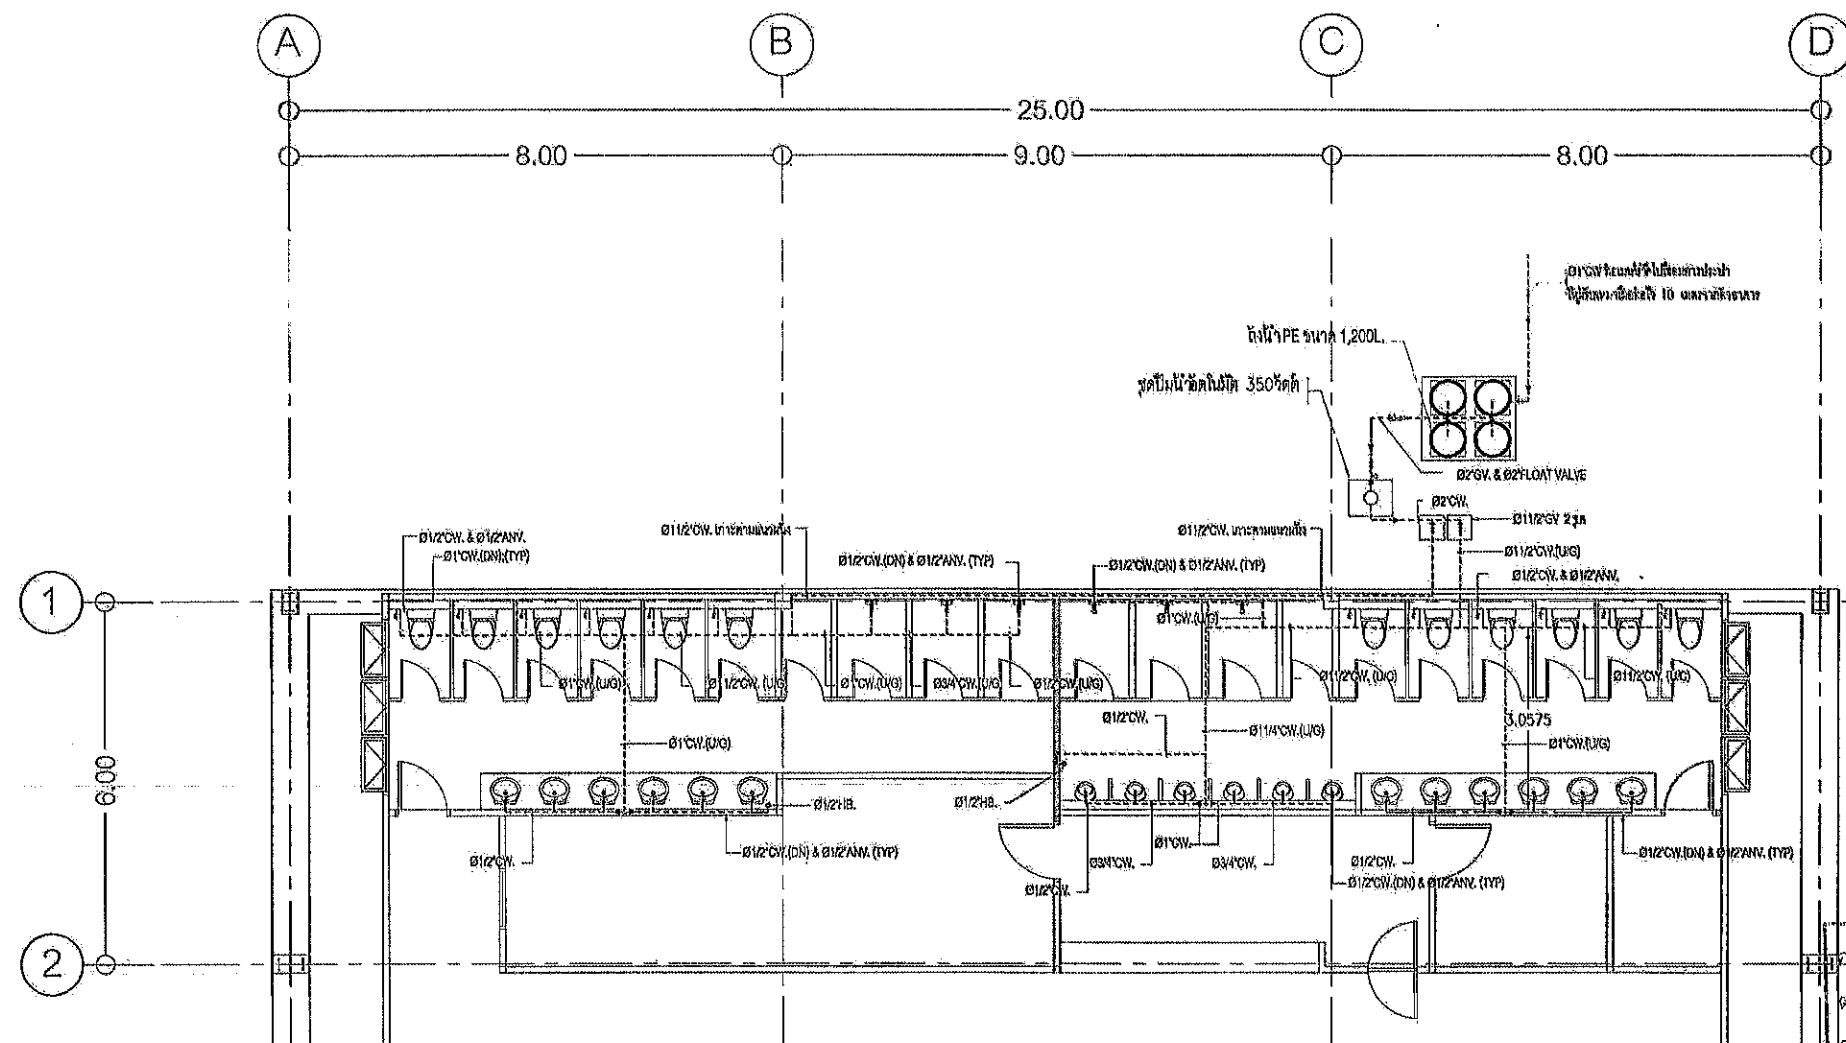 A
B
C
D
25.00
8.00
9.00
8.00
10
ถังน้ำPE ขนาด 1,200L.
ชุดปั๊มน้ำอัตโนมัติ 350วัตต์
Ø2"GV. & Ø2"FLOAT VALVE
Ø2"CW.
Ø11/2"GV 2ชุด
Ø11/2"CW.(U/G)
Ø1/2"CW. & Ø1/2"ANV.
Ø1/2"CW. & Ø1/2"ANV.
Ø1"CW.(DN).(TYP)
Ø11/2"CW.
Ø1/2"CW.(DN) & Ø1/2"ANV. (TYP)
Ø11/2"CW.
Ø1/2"CW.(DN) & Ø1/2"ANV. (TYP)
1
Ø1"CW.(U/G)
Ø1"CW.(U/G)
Ø11/2"CW. (U/G)
Ø1"CW.(U/G)
Ø3/4"CW.(U/G)
Ø1/2"CW.(U/G)
Ø11/2"CW. (U/G)
Ø11/2"CW. (U/G)
Ø1/2"CW.
3.0575
Ø1"CW.(U/G)
Ø11/4"CW.(U/G)
Ø1"CW.(U/G)
6.00
Ø1/2"HB.
Ø1/2"HB.
Ø1/2"CW.
Ø1/2"CW.(DN) & Ø1/2"ANV. (TYP)
Ø3/4"CW.
Ø1"CW.
Ø3/4"CW.
Ø1/2"CW.
Ø1/2"CW.(DN) & Ø1/2"ANV. (TYP)
Ø1/2"CW.
Ø1/2"CW.(DN) & Ø1/2"ANV. (TYP)
2